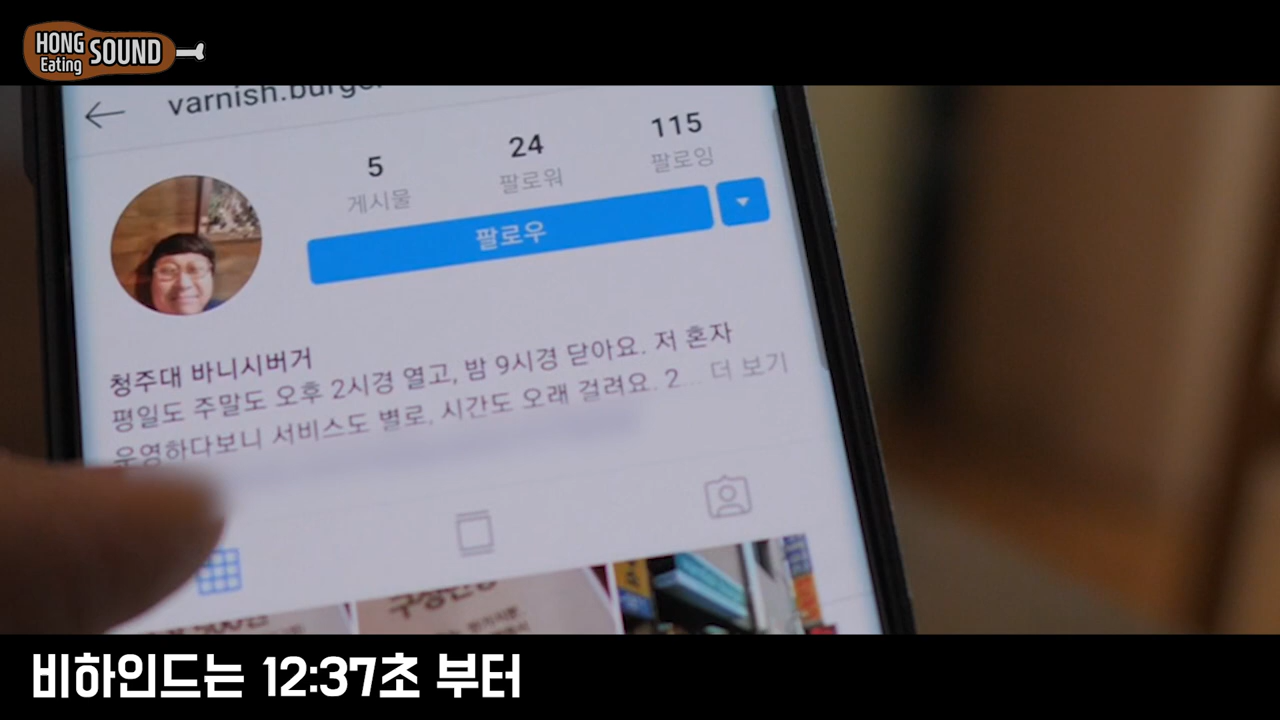 HONG
Eating SOUND
varnish.burger
5 24 115
게시물 팔로워 팔로잉
팔로우
청주대 바니시버거
평일도 주말도 오후 2시경 열고, 밤 9시경 닫아요. 저 혼자
운영하다보니 서비스도 별로, 시간도 오래 걸려요. 2... 더 보기
비하인드는 12:37초 부터